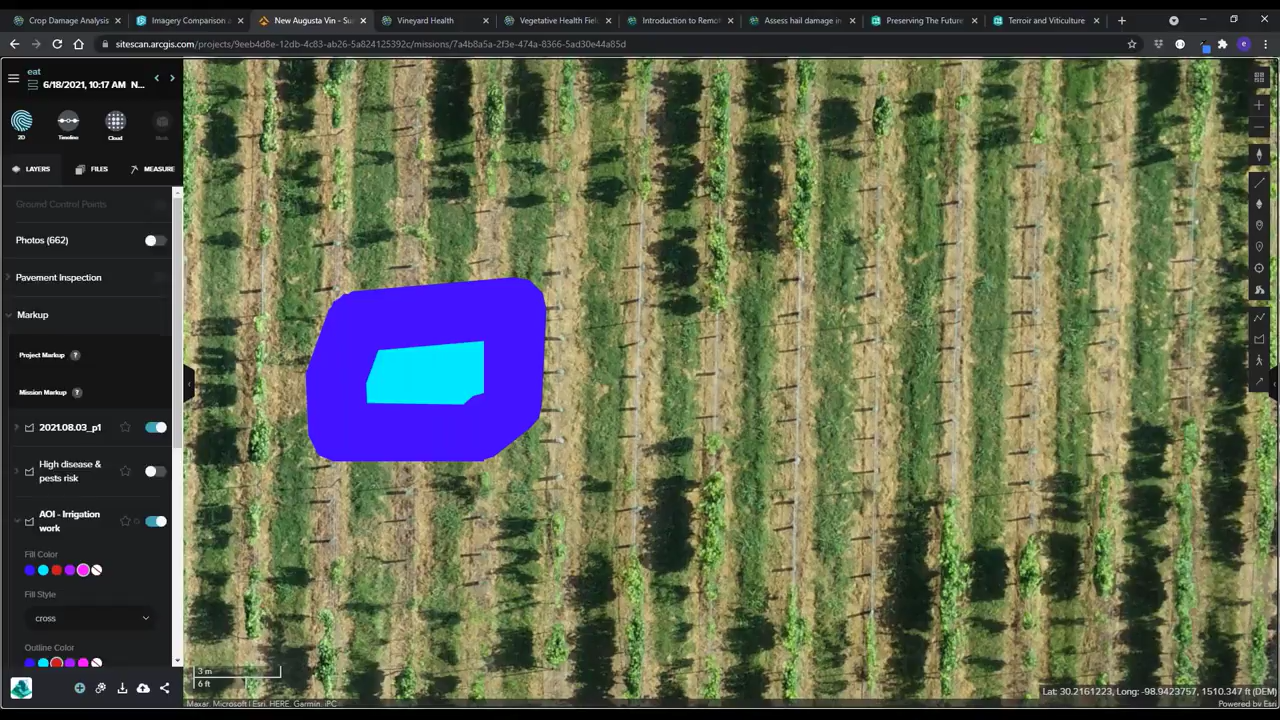 Crop Damage Analysis
Imagery Comparison a
New Augusta Vin - Su
Vineyard Health
Vegetative Health Fiel
Introduction to Remot
Assess hail damage in
Preserving The Future
Terroir and Viticulture
sitescan.arcgis.com/projects/9eeb4d8e-12db-4c83-ab26-5a824125392c/missions/7a4b8a5a-2f3e-474a-8366-5ad30e44a85d
eat
6/18/2021, 10:17 AM N...
2D
Timeline
Cloud
LAYERS
FILES
MEASURE
Ground Control Points
Photos (662)
Pavement Inspection
Markup
Project Markup ?
Mission Markup ?
2021.08.03_p1
High disease &
pests risk
AOI - Irrigation
work
Fill Color
Fill Style
cross
Outline Color
3 m
6 ft
Maxar, Microsoft | Esri, HERE, Garmin, iPC
Lat: 30.2161223, Long: -98.9423757, 1510.347 ft (DEM)
Powered by Esri